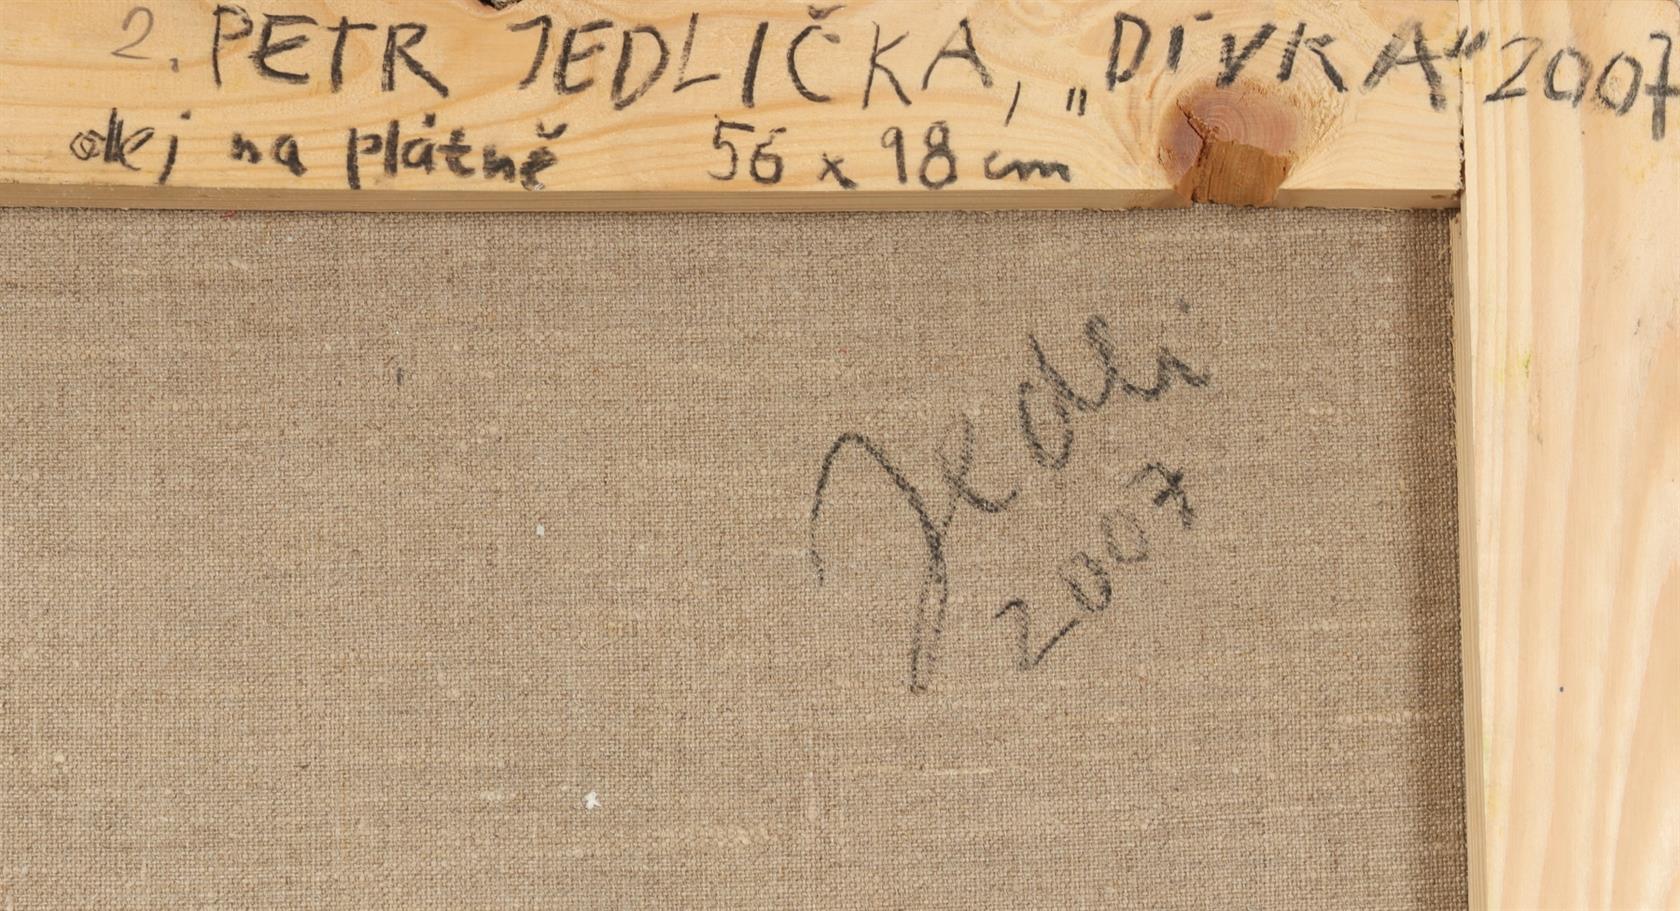 2. PETR JEDLIČKA, „DÍVKA“ 2007
olej na plátně 56 x 98 cm
Jedli
2007